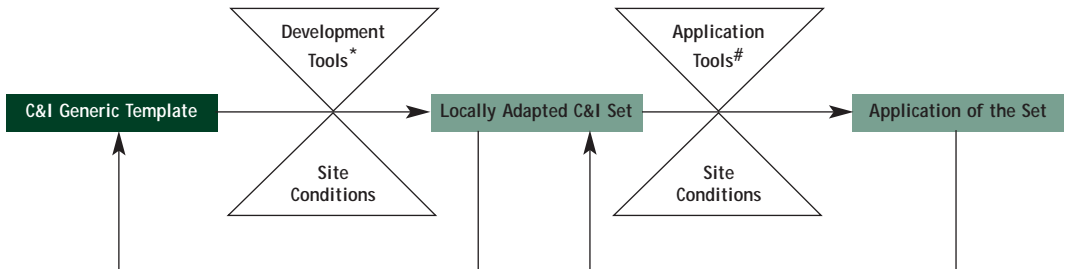 Development
Tools*
Application
Tools#
C&I Generic Template
Locally Adapted C&I Set
Application of the Set
Site
Conditions
Site
Conditions